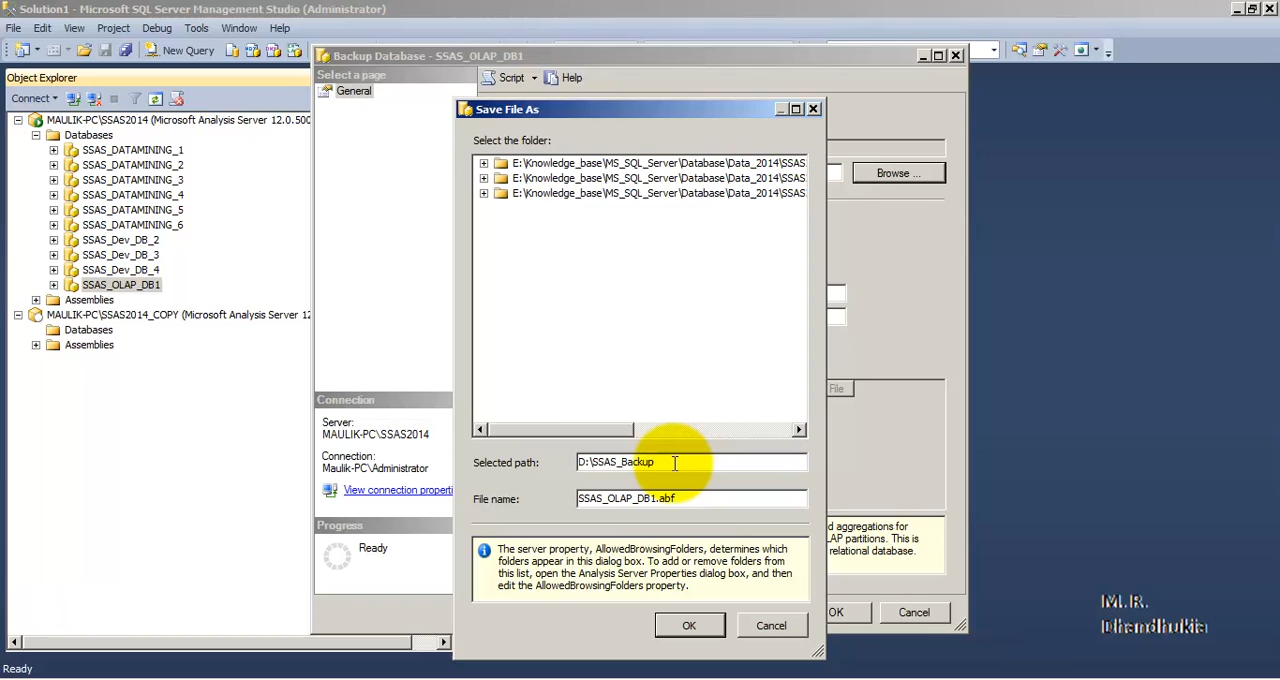 Solution1 - Microsoft SQL Server Management Studio (Administrator)
File Edit View Project Debug Tools Window Help
New Query
Object Explorer
Connect
MAULIK-PC\SSAS2014 (Microsoft Analysis Server 12.0.500
Databases
SSAS_DATAMINING_1
SSAS_DATAMINING_2
SSAS_DATAMINING_3
SSAS_DATAMINING_4
SSAS_DATAMINING_5
SSAS_DATAMINING_6
SSAS_Dev_DB_2
SSAS_Dev_DB_3
SSAS_Dev_DB_4
SSAS_OLAP_DB1
Assemblies
MAULIK-PC\SSAS2014_COPY (Microsoft Analysis Server 12
Databases
Assemblies
Backup Database - SSAS_OLAP_DB1
Select a page
General
Script Help
Browse ...
File
Connection
Server:
MAULIK-PC\SSAS2014
Connection:
Maulik-PC\Administrator
View connection properti
Progress
Ready
d aggregations for
LAP partitions. This is
relational database.
OK Cancel
Save File As
Select the folder:
E:\Knowledge_base\MS_SQL_Server\Database\Data_2014\SSAS
E:\Knowledge_base\MS_SQL_Server\Database\Data_2014\SSAS
E:\Knowledge_base\MS_SQL_Server\Database\Data_2014\SSAS
Selected path: D:\SSAS_Backup
File name: SSAS_OLAP_DB1.abf
The server property, AllowedBrowsingFolders, determines which
folders appear in this dialog box. To add or remove folders from
this list, open the Analysis Server Properties dialog box, and then
edit the AllowedBrowsingFolders property.
OK Cancel
M.R.
Dhandhukia
Ready